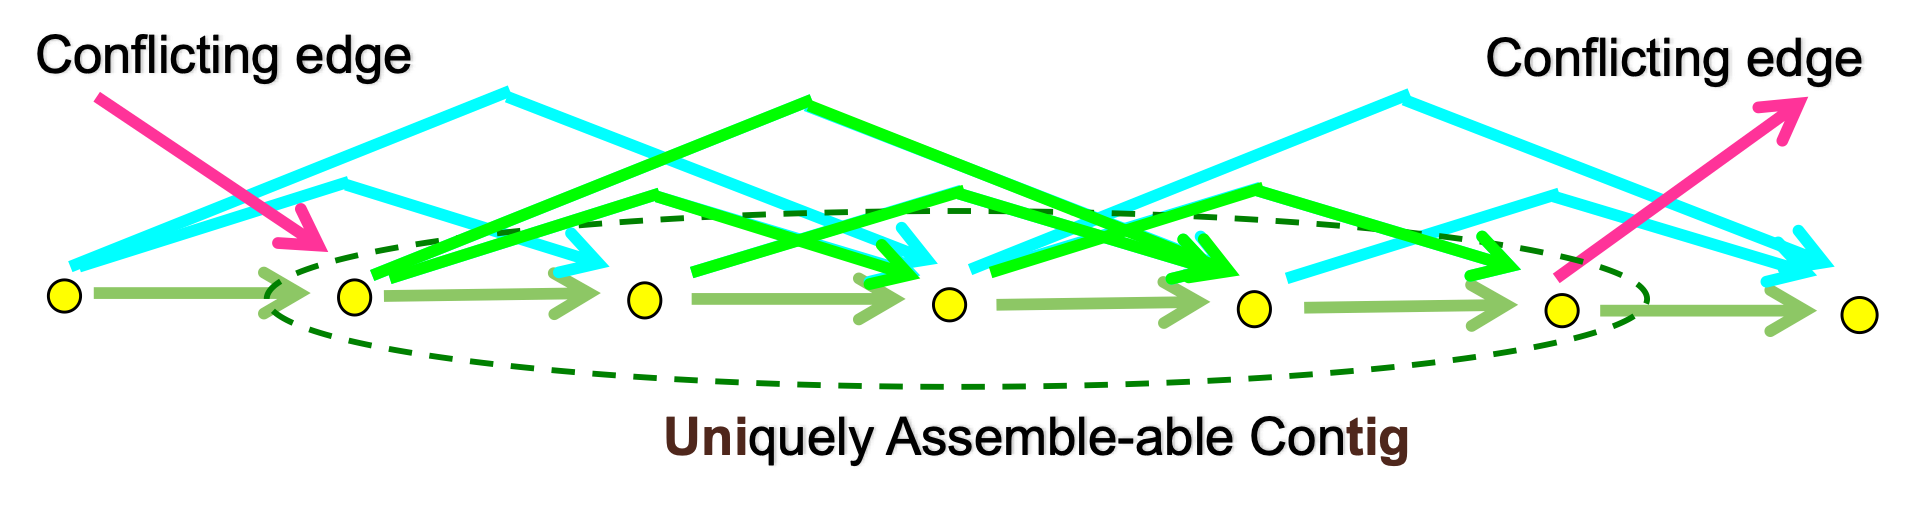 Conflicting edge
Conflicting edge
Uniquely Assemble-able Contig